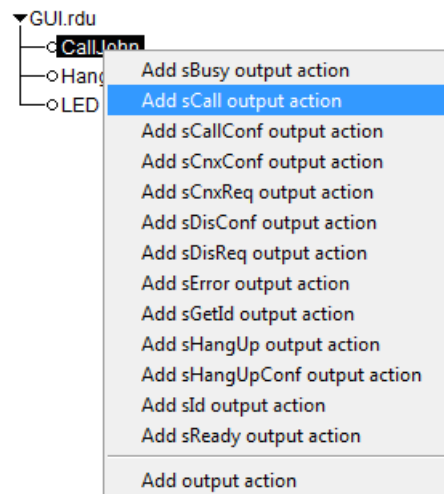 GUI.rdu
CallJohn
Hang
LED
Add sBusy output action
Add sCall output action
Add sCallConf output action
Add sCnxConf output action
Add sCnxReq output action
Add sDisConf output action
Add sDisReq output action
Add sError output action
Add sGetId output action
Add sHangUp output action
Add sHangUpConf output action
Add sId output action
Add sReady output action
Add output action